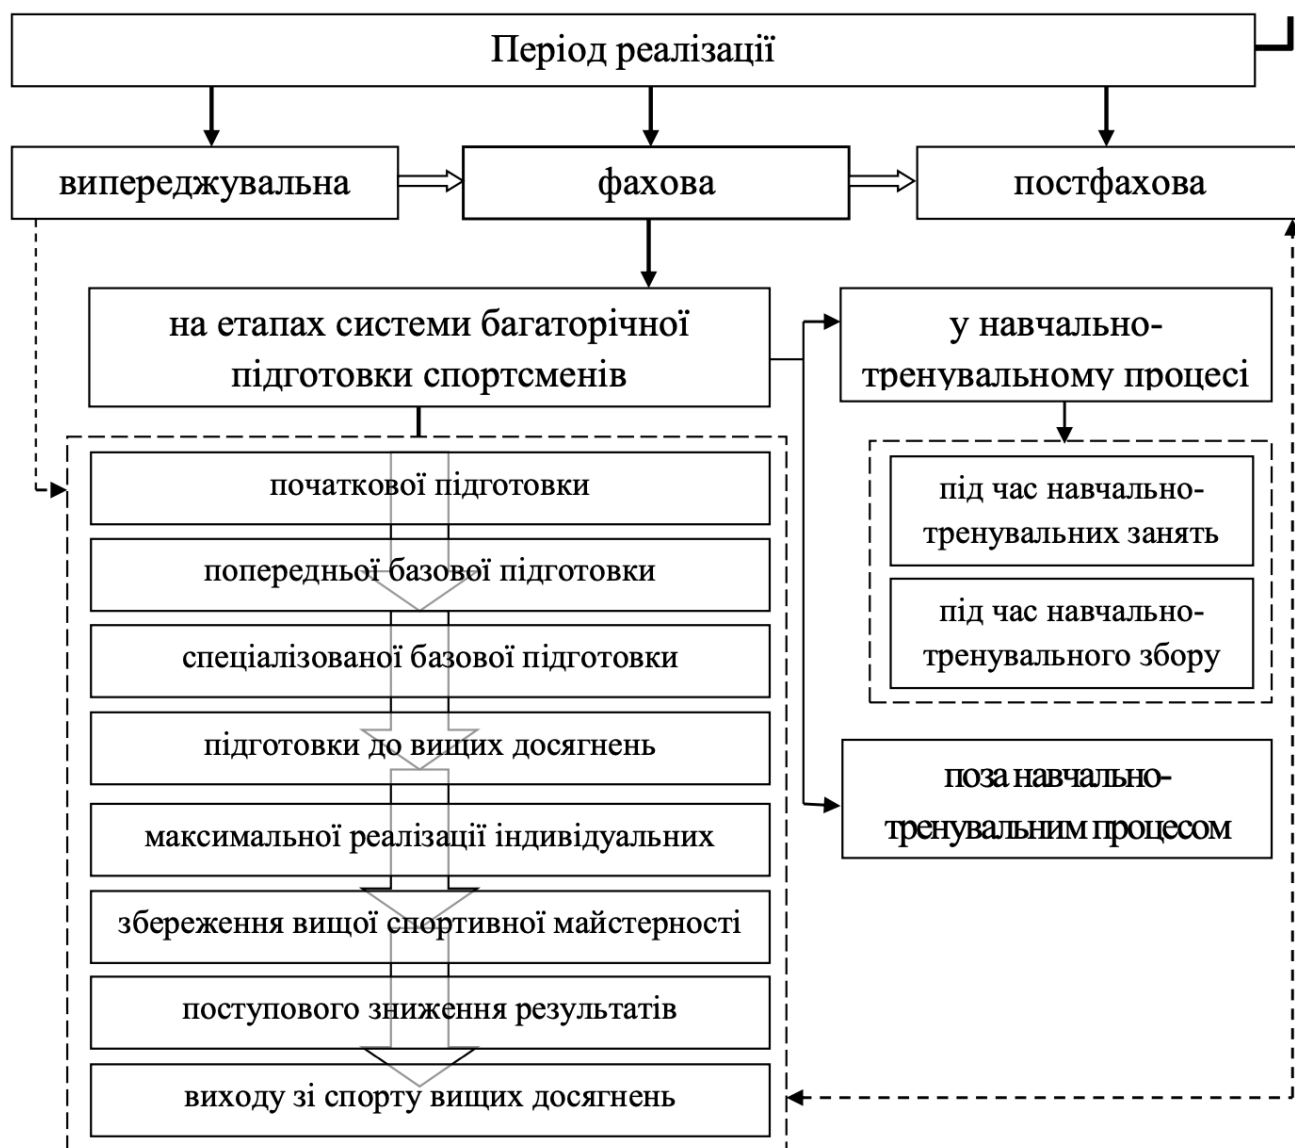 Період реалізації
випереджувальна
фахова
постфахова
на етапах системи багаторічної
підготовки спортсменів
початкової підготовки
попередньої базової підготовки
спеціалізованої базової підготовки
підготовки до вищих досягнень
максимальної реалізації індивідуальних
збереження вищої спортивної майстерності
поступового зниження результатів
виходу зі спорту вищих досягнень
у навчально-
тренувальному процесі
під час навчально-
тренувальних занять
під час навчально-
тренувального збору
поза навчально-
тренувальним процесом